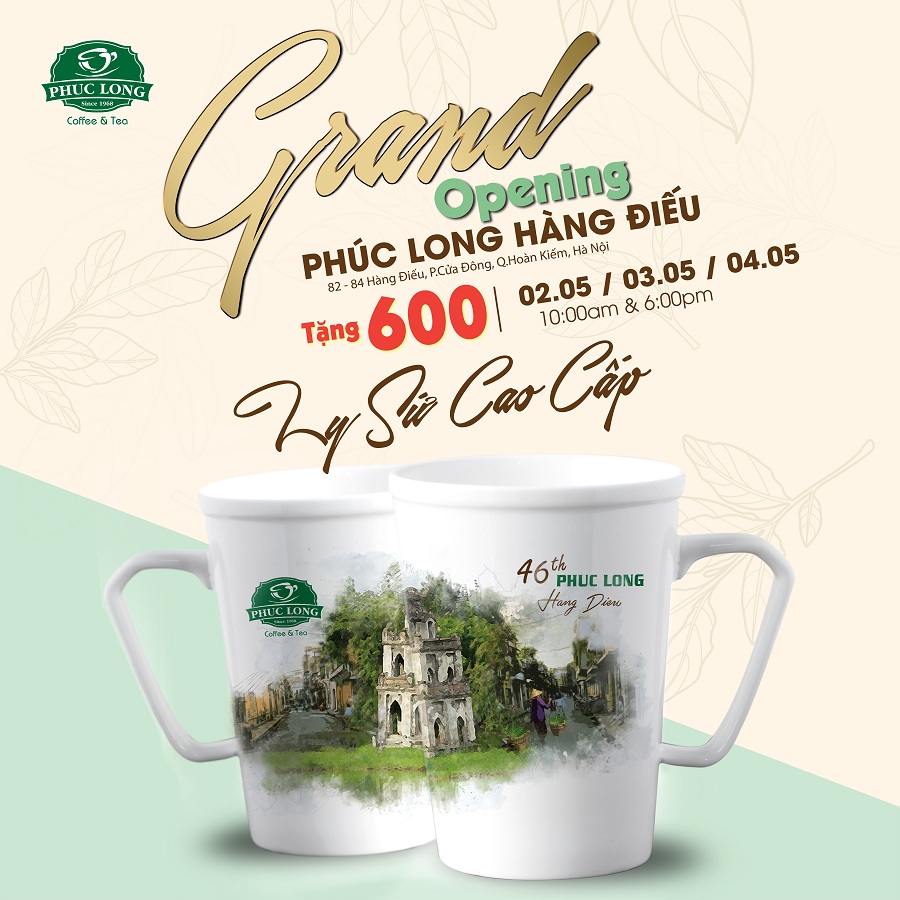 PHUC LONG
Since 1968
Coffee & Tea
Grand
Opening
PHÚC LONG HÀNG ĐIẾU
82 - 84 Hàng Điếu, P.Cửa Đông, Q.Hoàn Kiếm, Hà Nội
Tặng 600
02.05 / 03.05 / 04.05
10:00am & 6:00pm
Ly Sứ Cao Cấp
46th PHUC LONG
Hang Dieu
PHUC LONG
Since 1968
Coffee & Tea